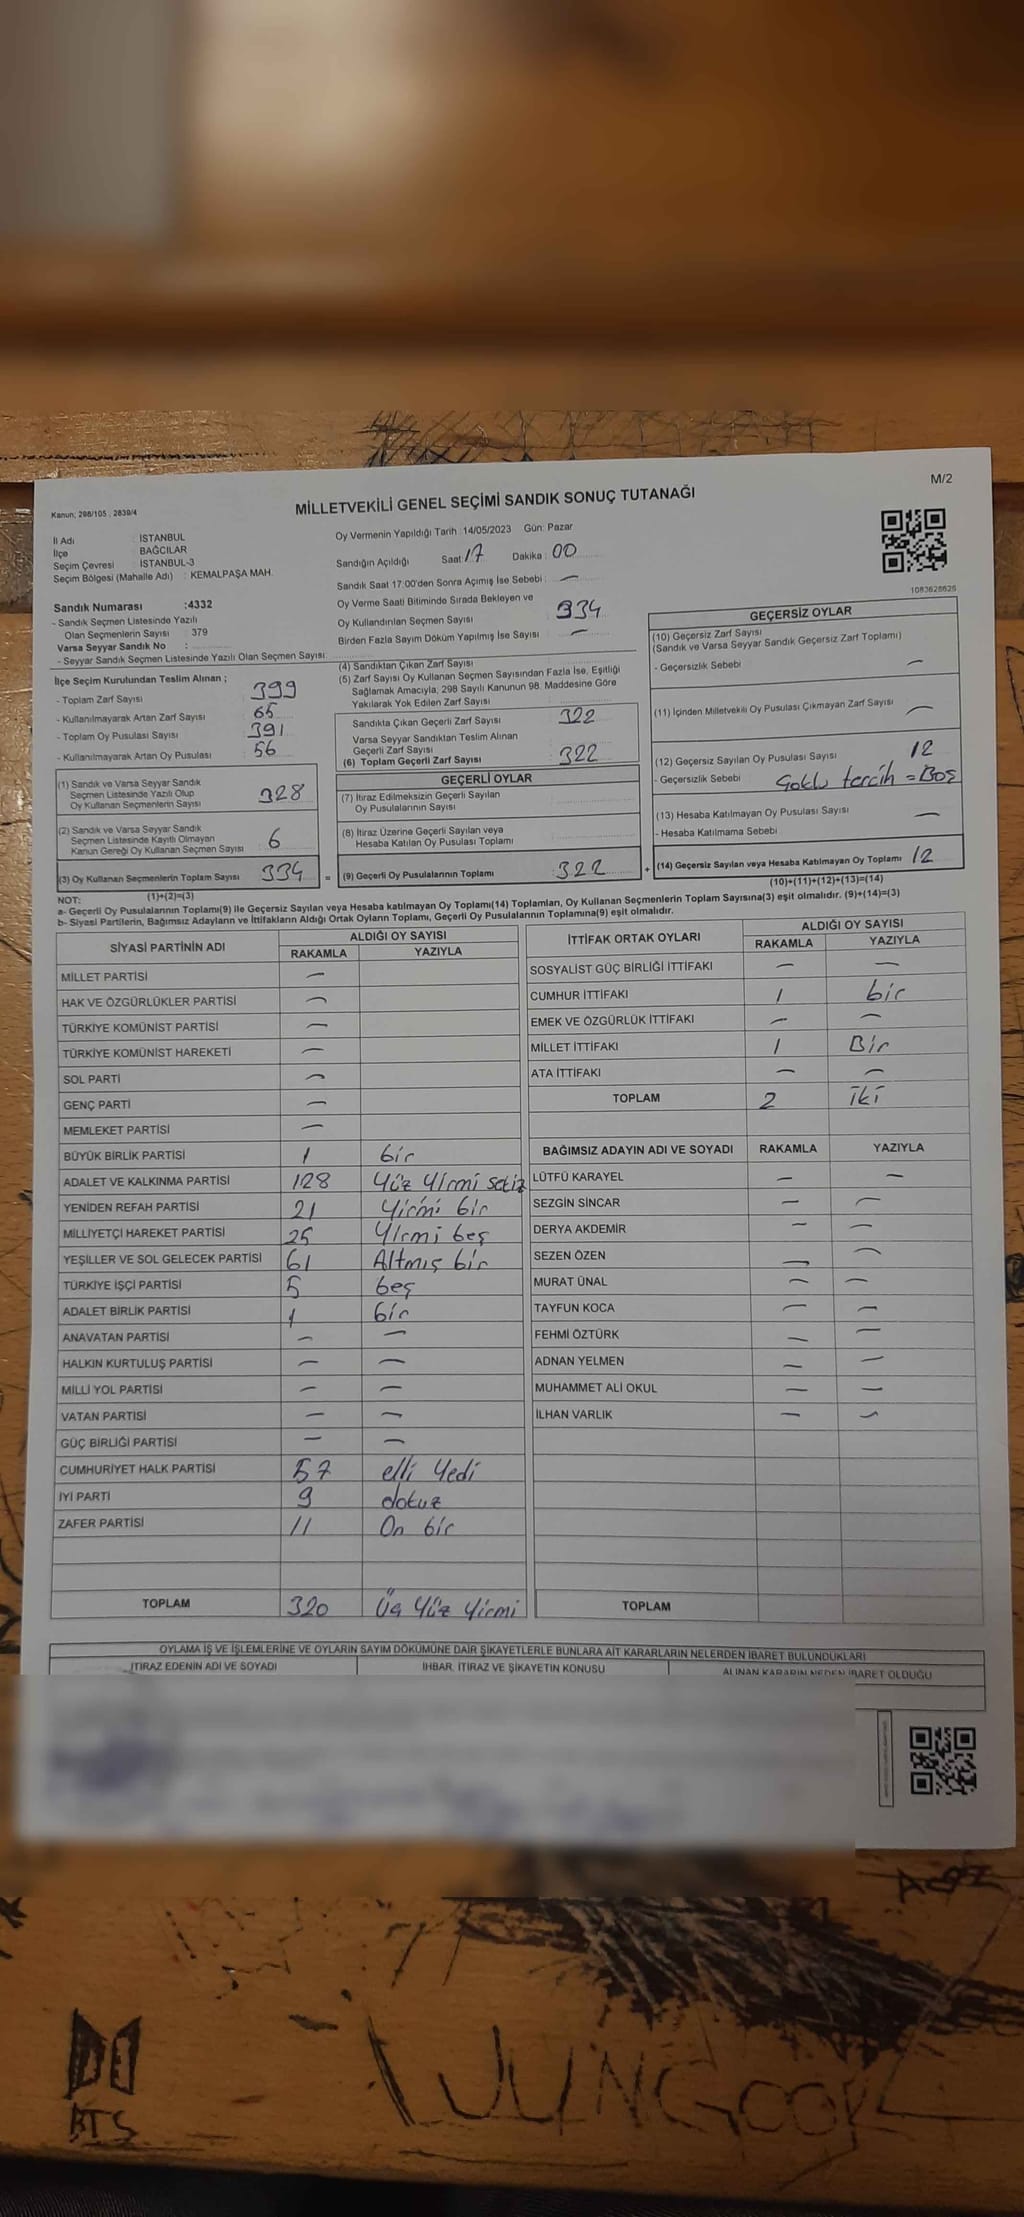 M/2
Kanun; 298/105 , 2839/4
MİLLETVEKİLİ GENEL SEÇİMİ SANDIK SONUÇ TUTANAĞI
İl Adı : İSTANBUL
İlçe BAĞCILAR
Seçim Çevresi : İSTANBUL-3
Seçim Bölgesi (Mahalle Adı) : KEMALPAŞA MAH.
Sandık Numarası :4332
- Sandık Seçmen Listesinde Yazılı
Olan Seçmenlerin Sayısı : 379
Varsa Seyyar Sandık No :
- Seyyar Sandık Seçmen Listesinde Yazılı Olan Seçmen Sayısı:
Oy Vermenin Yapıldığı Tarih :14/05/2023 Gün: Pazar
Sandığın Açıldığı Saat: 17 Dakika : 00
Sandık Saat 17:00'den Sonra Açımış İse Sebebi : —
Oy Verme Saati Bitiminde Sırada Bekleyen ve
Oy Kullandırılan Seçmen Sayısı 334
Birden Fazla Sayım Döküm Yapılmış İse Sayısı —
1083628626
İlçe Seçim Kurulundan Teslim Alınan ;
- Toplam Zarf Sayısı 399
- Kullanılmayarak Artan Zarf Sayısı 65
- Toplam Oy Pusulası Sayısı 391
- Kullanılmayarak Artan Oy Pusulası 56
(1) Sandık ve Varsa Seyyar Sandık
Seçmen Listesinde Yazılı Olup
Oy Kullanan Seçmenlerin Sayısı 328
(2) Sandık ve Varsa Seyyar Sandık
Seçmen Listesinde Kayıtlı Olmayan
Kanun Gereği Oy Kullanan Seçmen Sayısı 6
(3) Oy Kullanan Seçmenlerin Toplam Sayısı 334
(1)+(2)=(3)
(4) Sandıktan Çıkan Zarf Sayısı
(5) Zarf Sayısı Oy Kullanan Seçmen Sayısından Fazla İse, Eşitliği
Sağlamak Amacıyla, 298 Sayılı Kanunun 98. Maddesine Göre
Yakılarak Yok Edilen Zarf Sayısı
Sandıkta Çıkan Geçerli Zarf Sayısı 322
Varsa Seyyar Sandıktan Teslim Alınan
Geçerli Zarf Sayısı
(6) Toplam Geçerli Zarf Sayısı 322
GEÇERLİ OYLAR
(7) İtiraz Edilmeksizin Geçerli Sayılan
Oy Pusulalarının Sayısı
(8) İtiraz Üzerine Geçerli Sayılan veya
Hesaba Katılan Oy Pusulası Toplamı
= (9) Geçerli Oy Pusulalarının Toplamı 322 +
GEÇERSİZ OYLAR
(10) Geçersiz Zarf Sayısı
(Sandık ve Varsa Seyyar Sandık Geçersiz Zarf Toplamı)
- Geçersizlik Sebebi —
(11) İçinden Milletvekili Oy Pusulası Çıkmayan Zarf Sayısı —
(12) Geçersiz Sayılan Oy Pusulası Sayısı 12
- Geçersizlik Sebebi Çoklu tercih = Boş
(13) Hesaba Katılmayan Oy Pusulası Sayısı —
- Hesaba Katılmama Sebebi
(14) Geçersiz Sayılan veya Hesaba Katılmayan Oy Toplamı 12
(10)+(11)+(12)+(13)=(14)
NOT:
a- Geçerli Oy Pusulalarının Toplamı(9) ile Geçersiz Sayılan veya Hesaba katılmayan Oy Toplamı(14) Toplamları, Oy Kullanan Seçmenlerin Toplam Sayısına(3) eşit olmalıdır. (9)+(14)=(3)
b- Siyasi Partilerin, Bağımsız Adayların ve İttifakların Aldığı Ortak Oyların Toplamı, Geçerli Oy Pusulalarının Toplamına(9) eşit olmalıdır.
SİYASİ PARTİNİN ADI ALDIĞI OY SAYISI
RAKAMLA YAZIYLA
MİLLET PARTİSİ —
HAK VE ÖZGÜRLÜKLER PARTİSİ —
TÜRKİYE KOMÜNİST PARTİSİ —
TÜRKİYE KOMÜNİST HAREKETİ —
SOL PARTİ —
GENÇ PARTİ —
MEMLEKET PARTİSİ —
BÜYÜK BİRLİK PARTİSİ 1 bir
ADALET VE KALKINMA PARTİSİ 128 Yüz Yirmi sekiz
YENİDEN REFAH PARTİSİ 21 Yirmi bir
MİLLİYETÇİ HAREKET PARTİSİ 25 Yirmi beş
YEŞİLLER VE SOL GELECEK PARTİSİ 61 Altmış bir
TÜRKİYE İŞÇİ PARTİSİ 5 beş
ADALET BİRLİK PARTİSİ 1 bir
ANAVATAN PARTİSİ — —
HALKIN KURTULUŞ PARTİSİ — —
MİLLİ YOL PARTİSİ — —
VATAN PARTİSİ — —
GÜÇ BİRLİĞİ PARTİSİ — —
CUMHURİYET HALK PARTİSİ 57 elli Yedi
İYİ PARTİ 9 dokuz
ZAFER PARTİSİ 11 On bir
TOPLAM 320 Üç Yüz Yirmi
İTTİFAK ORTAK OYLARI ALDIĞI OY SAYISI
RAKAMLA YAZIYLA
SOSYALİST GÜÇ BİRLİĞİ İTTİFAKI — —
CUMHUR İTTİFAKI 1 bir
EMEK VE ÖZGÜRLÜK İTTİFAKI — —
MİLLET İTTİFAKI 1 Bir
ATA İTTİFAKI — —
TOPLAM 2 iki
BAĞIMSIZ ADAYIN ADI VE SOYADI RAKAMLA YAZIYLA
LÜTFÜ KARAYEL — —
SEZGİN SİNCAR — —
DERYA AKDEMİR — —
SEZEN ÖZEN — —
MURAT ÜNAL — —
TAYFUN KOCA — —
FEHMİ ÖZTÜRK — —
ADNAN YELMEN — —
MUHAMMET ALİ OKUL — —
İLHAN VARLIK — —
TOPLAM
OYLAMA İŞ VE İŞLEMLERİNE VE OYLARIN SAYIM DÖKÜMÜNE DAİR ŞİKAYETLERLE BUNLARA AİT KARARLARIN NELERDEN İBARET BULUNDUKLARI
İTİRAZ EDENİN ADI VE SOYADI İHBAR, İTİRAZ VE ŞİKAYETİN KONUSU ALINAN KARARIN NEDEN İBARET OLDUĞU
BTS
JUNGCOOK